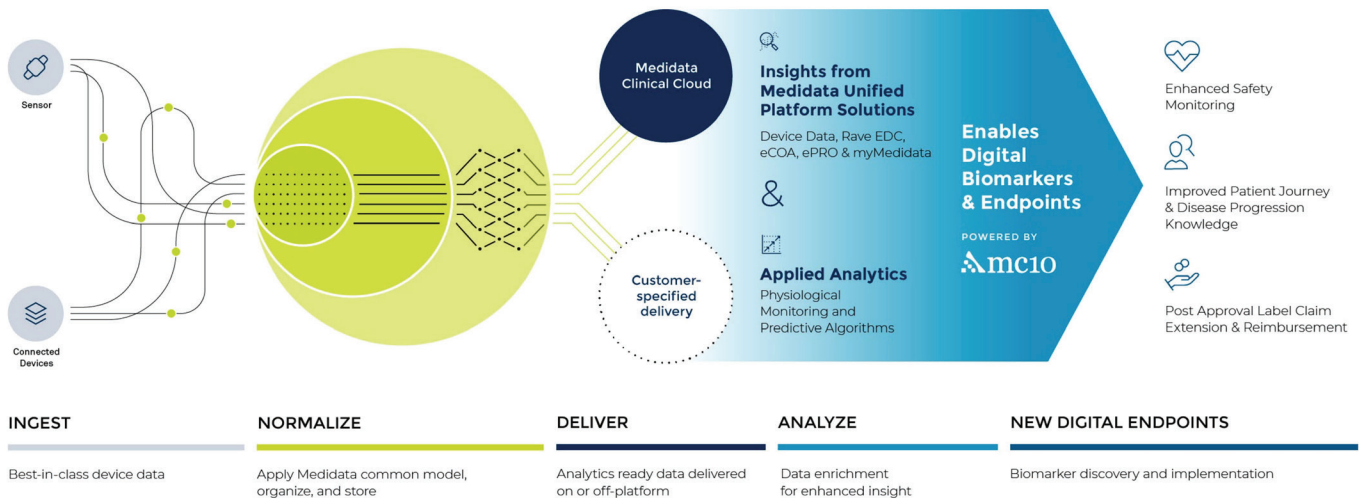 Sensor
Connected
Devices
Medidata
Clinical Cloud
Customer-
specified
delivery
Insights from
Medidata Unified
Platform Solutions
Device Data, Rave EDC,
eCOA, ePRO & myMedidata
&
Applied Analytics
Physiological
Monitoring and
Predictive Algorithms
Enables
Digital
Biomarkers
& Endpoints
POWERED BY
mc10
Enhanced Safety
Monitoring
Improved Patient Journey
& Disease Progression
Knowledge
Post Approval Label Claim
Extension & Reimbursement
INGEST
Best-in-class device data
NORMALIZE
Apply Medidata common model,
organize, and store
DELIVER
Analytics ready data delivered
on or off-platform
ANALYZE
Data enrichment
for enhanced insight
NEW DIGITAL ENDPOINTS
Biomarker discovery and implementation